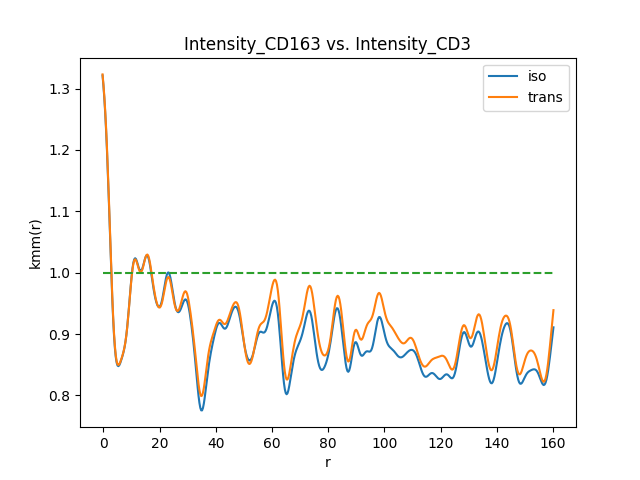 Intensity_CD163 vs. Intensity_CD3
iso
trans
kmm(r)
1.3
1.2
1.1
1.0
0.9
0.8
0 20 40 60 80 100 120 140 160
r